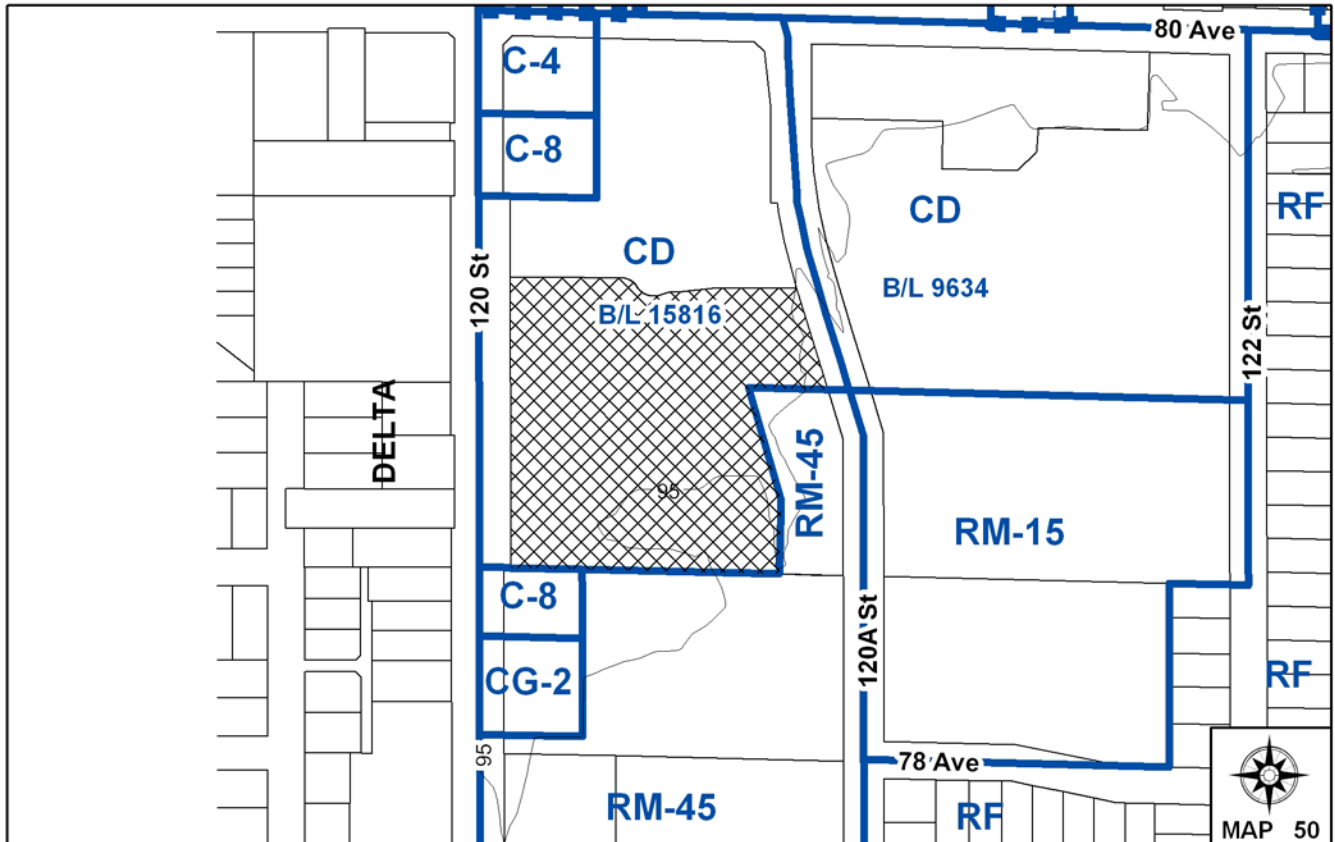 80 Ave
C-4
C-8
RF
CD
CD
120 St
B/L 9634
B/L 15816
122 St
DELTA
RM-45
95
RM-15
C-8
120A St
CG-2
RF
95
78 Ave
RM-45
RF
MAP 50